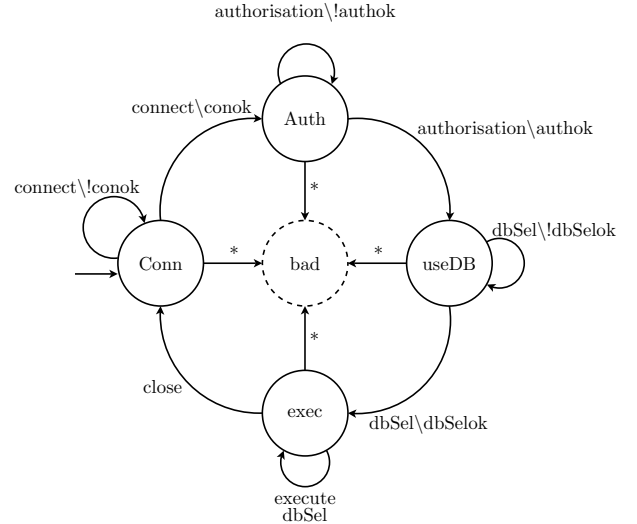 authorisation\!authok
connect\conok
Auth
authorisation\authok
*
connect\!conok
dbSel\!dbSelok
Conn
*
bad
*
useDB
*
close
exec
dbSel\dbSelok
execute
dbSel